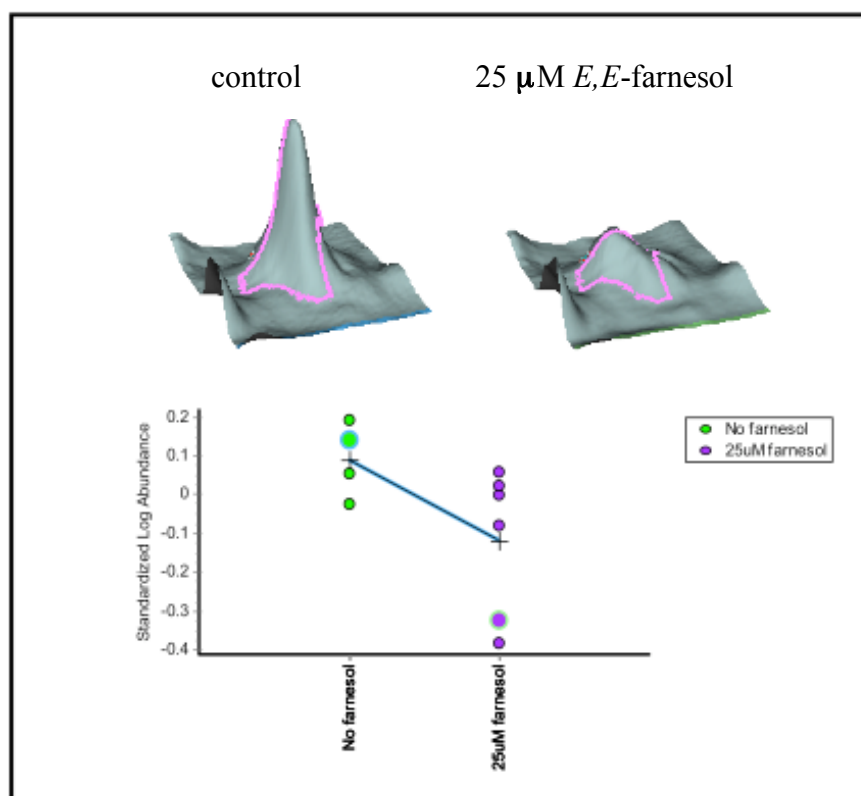 control 25 μM E,E-farnesol
0.2
0.1
0
-0.1
-0.2
-0.3
-0.4
Standardized Log Abundance
No farnesol
25uM farnesol
No farnesol
25uM farnesol